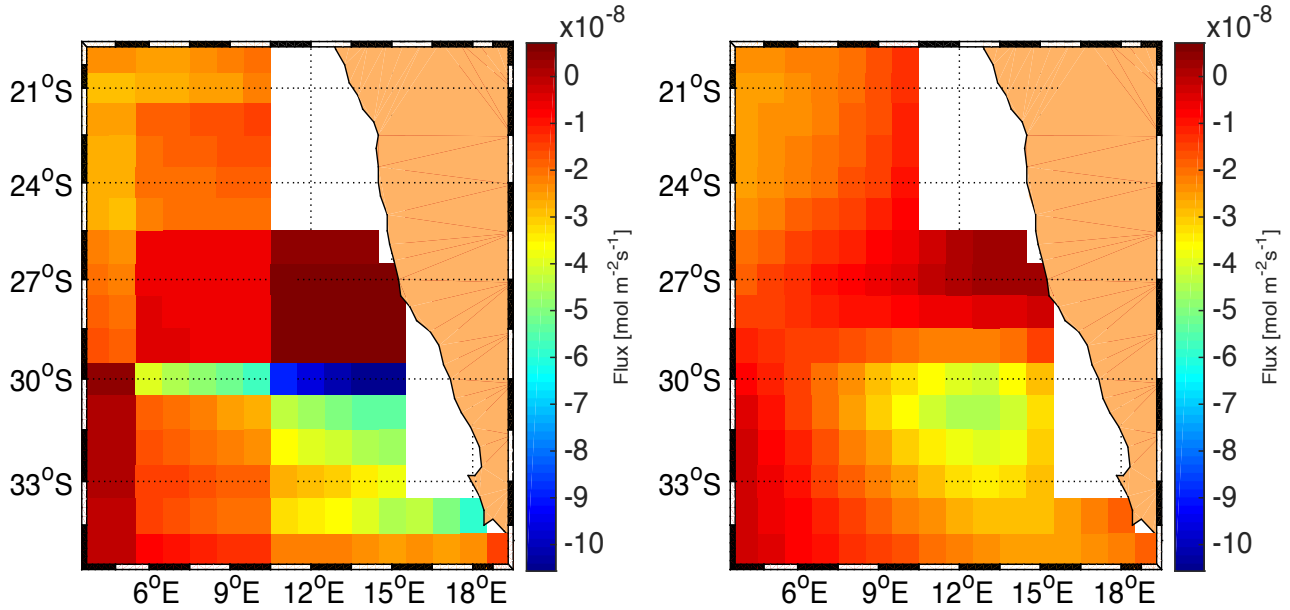 x10⁻⁸ x10⁻⁸
21°S 0 21°S 0
-1 -1
24°S -2 24°S -2
-3 -3
27°S -4 27°S -4
-5 -5
Flux [mol m⁻²s⁻¹] Flux [mol m⁻²s⁻¹]
30°S -6 30°S -6
-7 -7
-8 -8
33°S -9 33°S -9
-10 -10
6°E 9°E 12°E 15°E 18°E 6°E 9°E 12°E 15°E 18°E